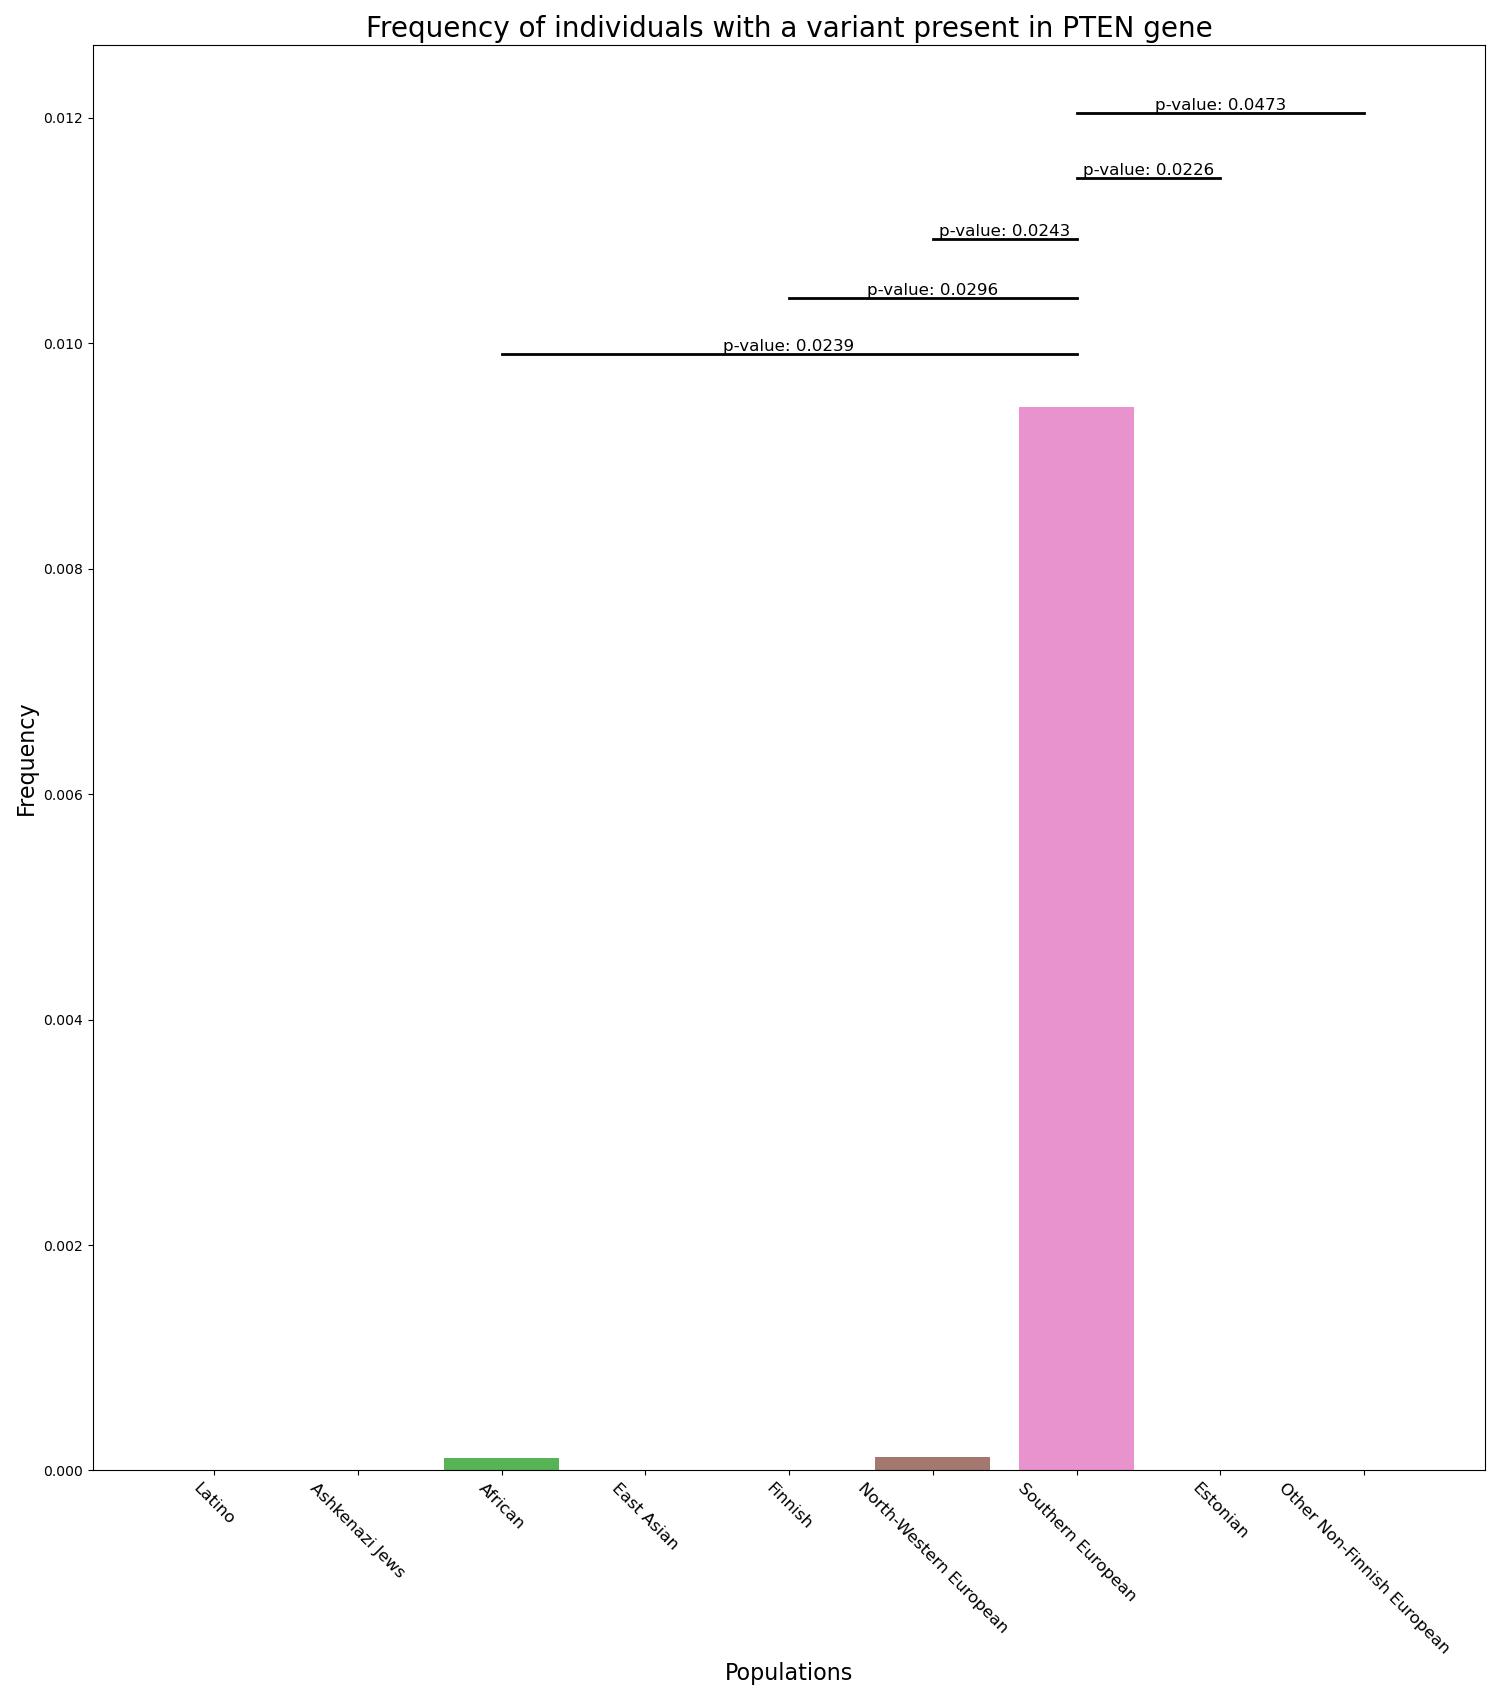 Frequency of individuals with a variant present in PTEN gene
p-value: 0.0473
p-value: 0.0226
p-value: 0.0243
p-value: 0.0296
p-value: 0.0239
Frequency
0.012
0.010
0.008
0.006
0.004
0.002
0.000
Latino
Ashkenazi Jews
African
East Asian
Finnish
North-Western European
Southern European
Estonian
Other Non-Finnish European
Populations